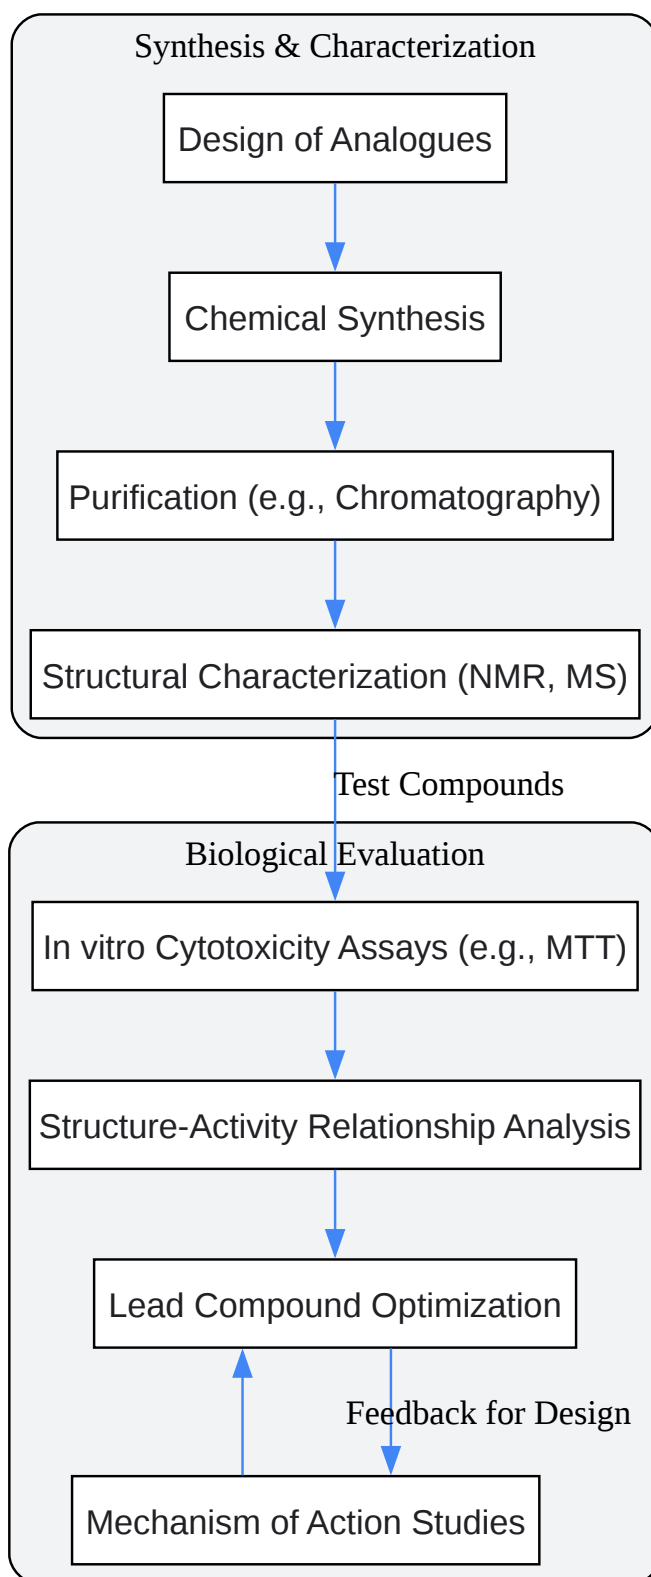 Synthesis & Characterization
Design of Analogues
Chemical Synthesis
Purification (e.g., Chromatography)
Structural Characterization (NMR, MS)
Test Compounds
Biological Evaluation
In vitro Cytotoxicity Assays (e.g., MTT)
Structure-Activity Relationship Analysis
Lead Compound Optimization
Feedback for Design
Mechanism of Action Studies